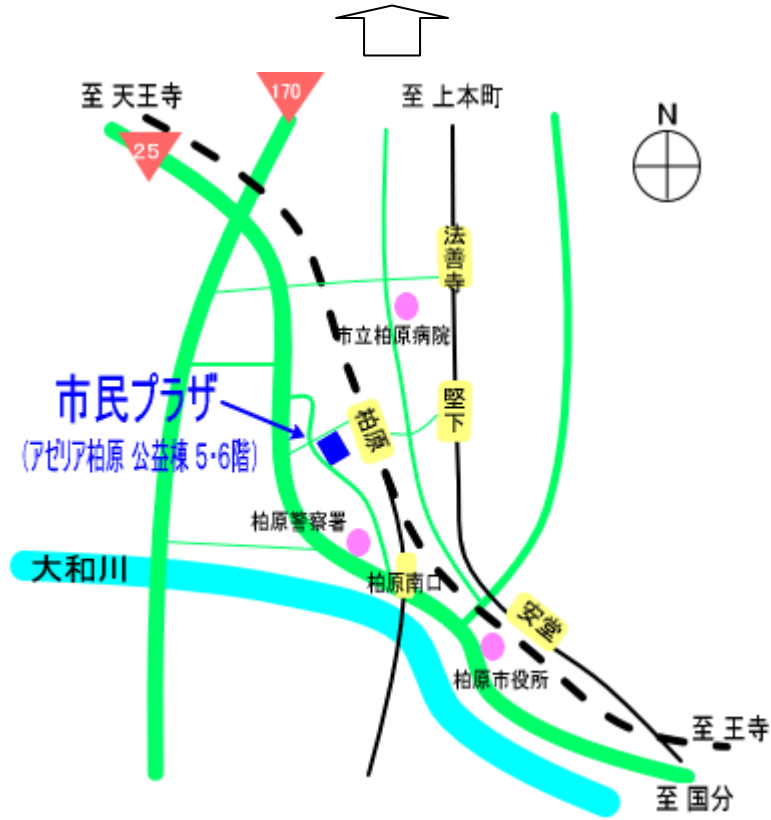 170
至 天王寺
至 上本町
N
25
法善寺
市立柏原病院
市民プラザ
堅下
柏原
(アゼリア柏原 公益棟 5・6階)
柏原警察署
大和川
柏原南口
安堂
柏原市役所
至 王寺
至 国分